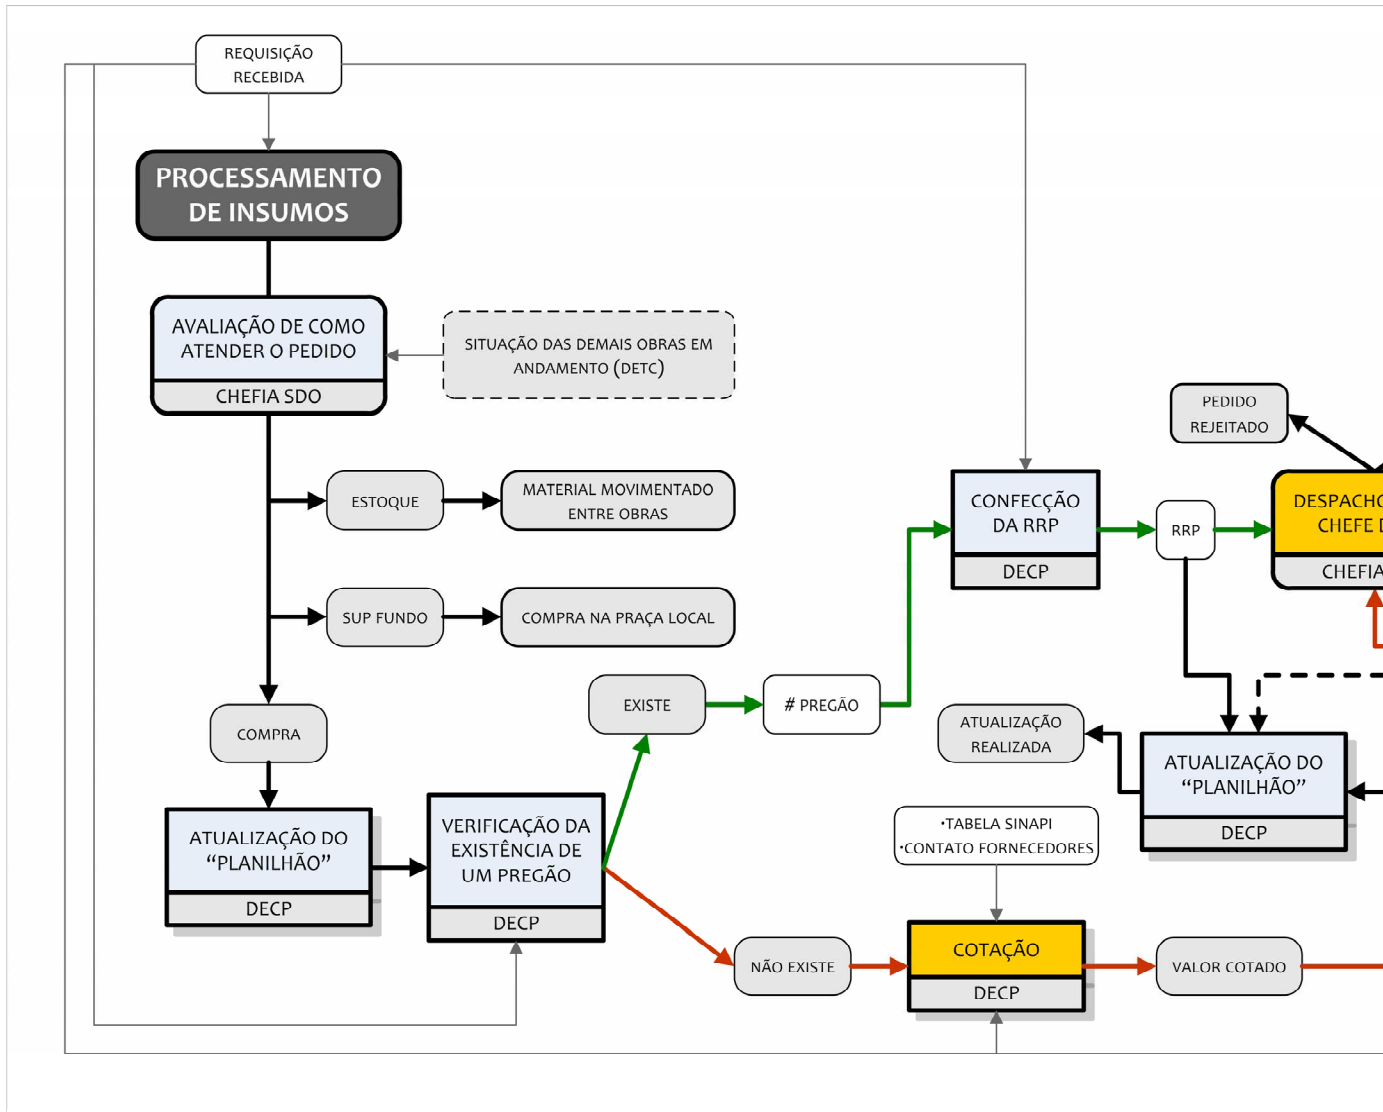 REQUISIÇÃO
RECEBIDA
PROCESSAMENTO
DE INSUMOS
AVALIAÇÃO DE COMO
ATENDER O PEDIDO
CHEFIA SDO
SITUAÇÃO DAS DEMAIS OBRAS EM
ANDAMENTO (DETC)
ESTOQUE
MATERIAL MOVIMENTADO
ENTRE OBRAS
SUP FUNDO
COMPRA NA PRAÇA LOCAL
COMPRA
ATUALIZAÇÃO DO
“PLANILHÃO”
DECP
VERIFICAÇÃO DA
EXISTÊNCIA DE
UM PREGÃO
DECP
EXISTE
# PREGÃO
CONFECÇÃO
DA RRP
DECP
RRP
PEDIDO
REJEITADO
DESPACHO
CHEFE
CHEFIA
ATUALIZAÇÃO
REALIZADA
ATUALIZAÇÃO DO
“PLANILHÃO”
DECP
•TABELA SINAPI
•CONTATO FORNECEDORES
NÃO EXISTE
COTAÇÃO
DECP
VALOR COTADO